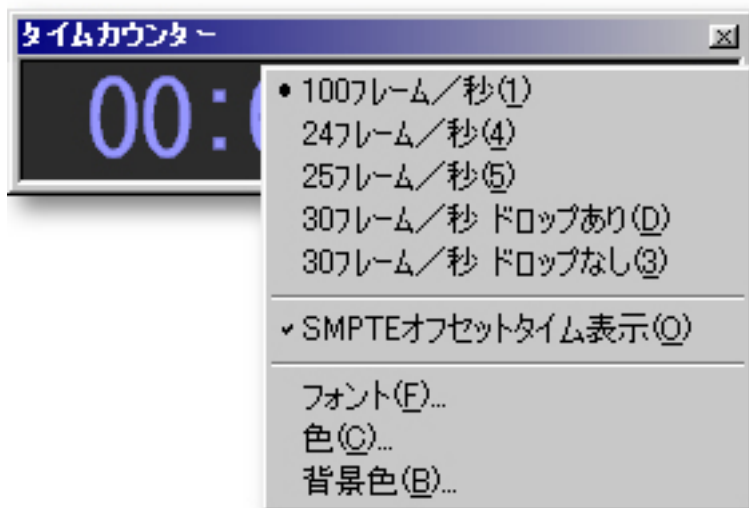 タイムカウンター
00:
100フレーム／秒(1)
24フレーム／秒(4)
25フレーム／秒(5)
30フレーム／秒 ドロップあり(D)
30フレーム／秒 ドロップなし(3)
SMPTEオフセットタイム表示(O)
フォント(F)...
色(C)...
背景色(B)...